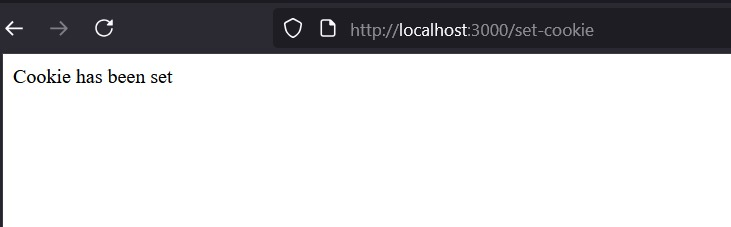 http://localhost:3000/set-cookie
Cookie has been set